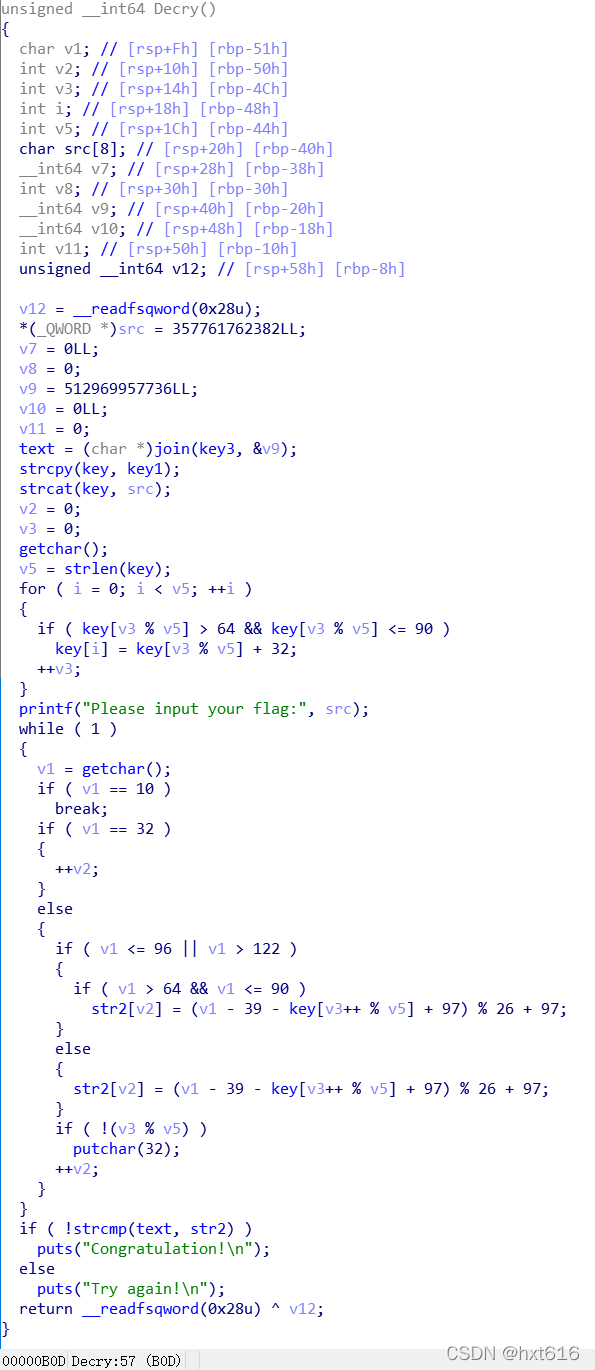 unsigned __int64 Decry()
{
  char v1; // [rsp+Fh] [rbp-51h]
  int v2; // [rsp+10h] [rbp-50h]
  int v3; // [rsp+14h] [rbp-4Ch]
  int i; // [rsp+18h] [rbp-48h]
  int v5; // [rsp+1Ch] [rbp-44h]
  char src[8]; // [rsp+20h] [rbp-40h]
  __int64 v7; // [rsp+28h] [rbp-38h]
  int v8; // [rsp+30h] [rbp-30h]
  __int64 v9; // [rsp+40h] [rbp-20h]
  __int64 v10; // [rsp+48h] [rbp-18h]
  int v11; // [rsp+50h] [rbp-10h]
  unsigned __int64 v12; // [rsp+58h] [rbp-8h]

  v12 = __readfsqword(0x28u);
  *(_QWORD *)src = 357761762382LL;
  v7 = 0LL;
  v8 = 0;
  v9 = 512969957736LL;
  v10 = 0LL;
  v11 = 0;
  text = (char *)join(key3, &v9);
  strcpy(key, key1);
  strcat(key, src);
  v2 = 0;
  v3 = 0;
  getchar();
  v5 = strlen(key);
  for ( i = 0; i < v5; ++i )
  {
    if ( key[v3 % v5] > 64 && key[v3 % v5] <= 90 )
      key[i] = key[v3 % v5] + 32;
    ++v3;
  }
  printf("Please input your flag:", src);
  while ( 1 )
  {
    v1 = getchar();
    if ( v1 == 10 )
      break;
    if ( v1 == 32 )
    {
      ++v2;
    }
    else
    {
      if ( v1 <= 96 || v1 > 122 )
      {
        if ( v1 > 64 && v1 <= 90 )
          str2[v2] = (v1 - 39 - key[v3++ % v5] + 97) % 26 + 97;
      }
      else
      {
        str2[v2] = (v1 - 39 - key[v3++ % v5] + 97) % 26 + 97;
      }
      if ( !(v3 % v5) )
        putchar(32);
      ++v2;
    }
  }
  if ( !strcmp(text, str2) )
    puts("Congratulation!\n");
  else
    puts("Try again!\n");
  return __readfsqword(0x28u) ^ v12;
}
00000B0D Decry:57 (B0D)
CSDN @hxt616